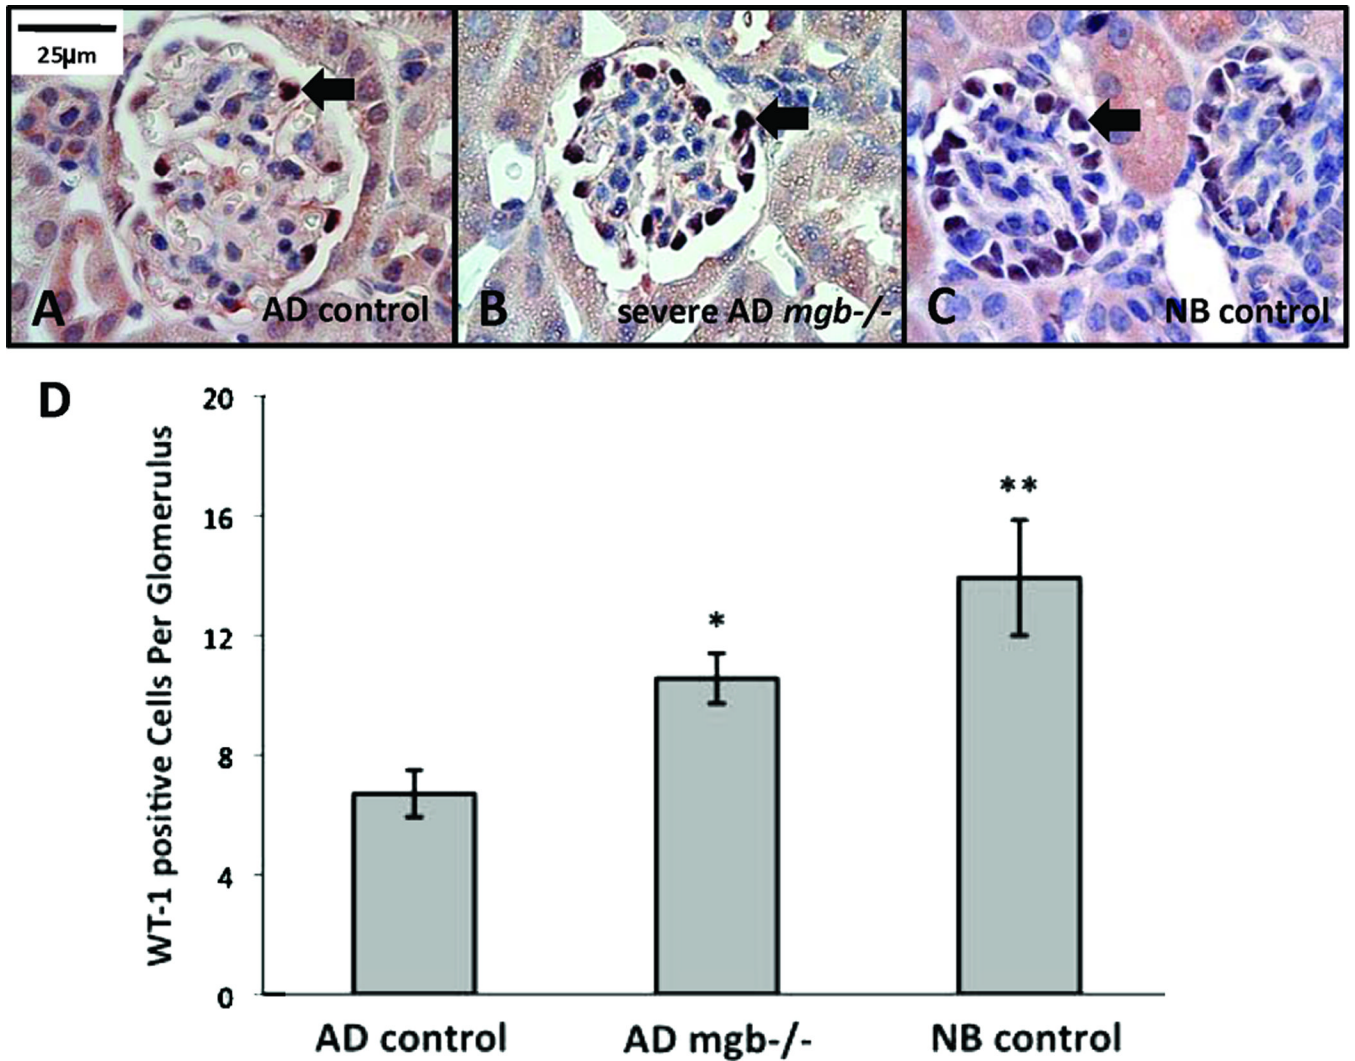 25µm
A
AD control
B
severe AD mgb-/-
C
NB control
D
WT-1 positive Cells Per Glomerulus
20
16
12
8
4
0
*
**
AD control
AD mgb-/-
NB control